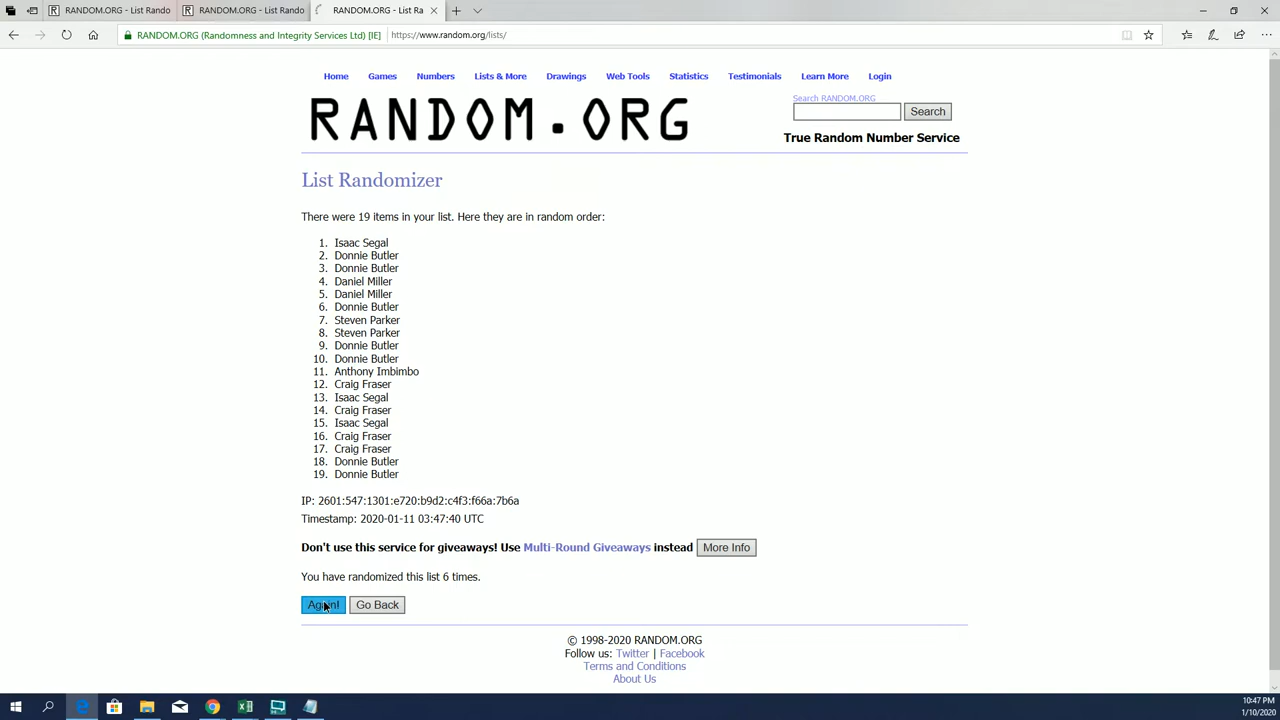 RANDOM.ORG - List Rando
RANDOM.ORG - List Rando
RANDOM.ORG - List Ra
RANDOM.ORG (Randomness and Integrity Services Ltd) [IE]
https://www.random.org/lists/
Home Games Numbers Lists & More Drawings Web Tools Statistics Testimonials Learn More Login
RANDOM.ORG
Search RANDOM.ORG
Search
True Random Number Service
List Randomizer
There were 19 items in your list. Here they are in random order:
1. Isaac Segal
2. Donnie Butler
3. Donnie Butler
4. Daniel Miller
5. Daniel Miller
6. Donnie Butler
7. Steven Parker
8. Steven Parker
9. Donnie Butler
10. Donnie Butler
11. Anthony Imbimbo
12. Craig Fraser
13. Isaac Segal
14. Craig Fraser
15. Isaac Segal
16. Craig Fraser
17. Craig Fraser
18. Donnie Butler
19. Donnie Butler
IP: 2601:547:1301:e720:b9d2:c4f3:f66a:7b6a
Timestamp: 2020-01-11 03:47:40 UTC
Don't use this service for giveaways! Use Multi-Round Giveaways instead More Info
You have randomized this list 6 times.
Again! Go Back
© 1998-2020 RANDOM.ORG
Follow us: Twitter | Facebook
Terms and Conditions
About Us
10:47 PM
1/10/2020